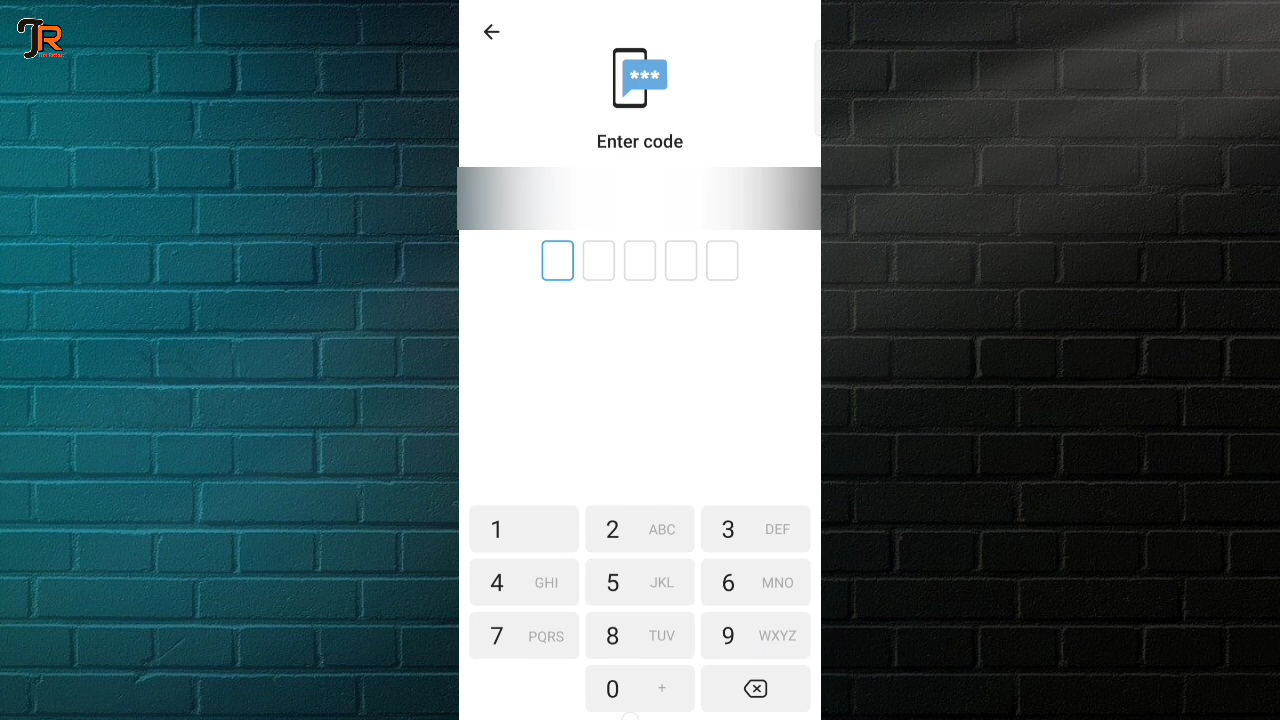 JR
***
Enter code
1
2 ABC
3 DEF
4 GHI
5 JKL
6 MNO
7 PQRS
8 TUV
9 WXYZ
0 +